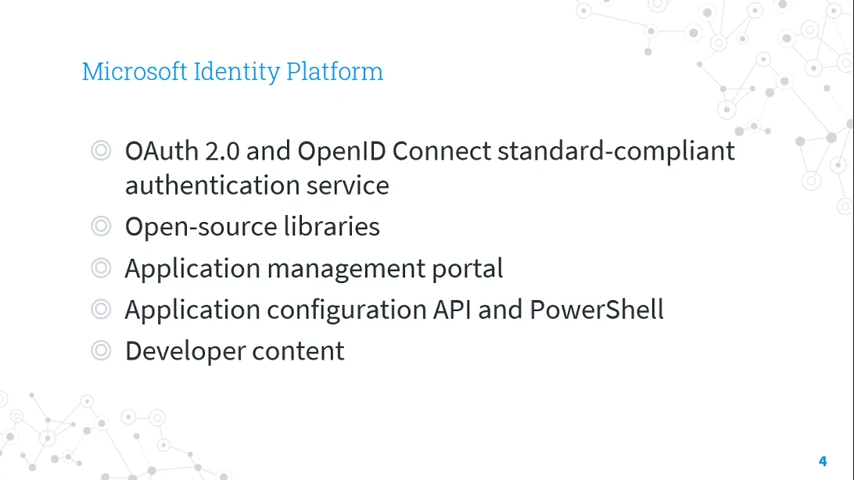 Microsoft Identity Platform
OAuth 2.0 and OpenID Connect standard-compliant
authentication service
Open-source libraries
Application management portal
Application configuration API and PowerShell
Developer content
4